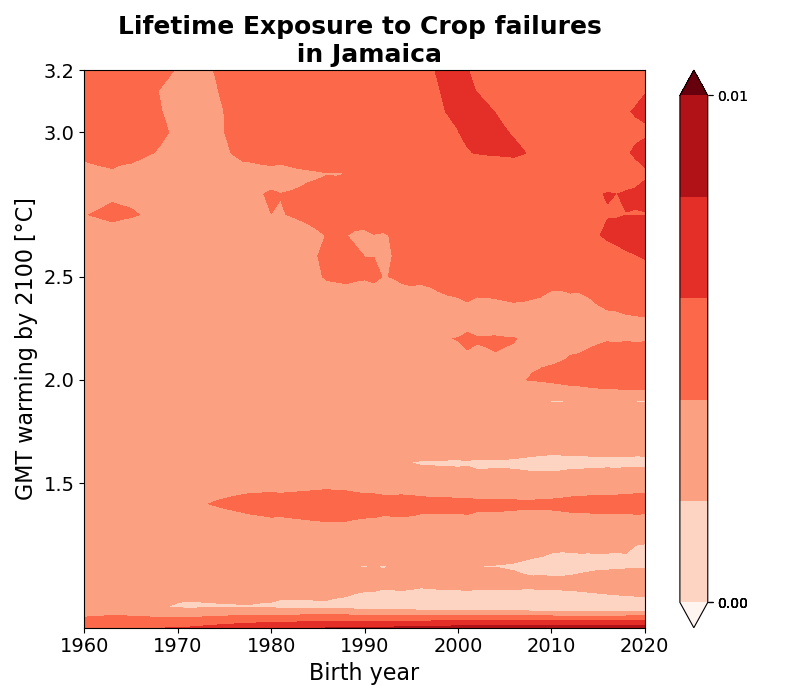 Lifetime Exposure to Crop failures
in Jamaica
3.2
3.0
2.5
2.0
1.5
GMT warming by 2100 [°C]
1960 1970 1980 1990 2000 2010 2020
Birth year
0.01
0.00